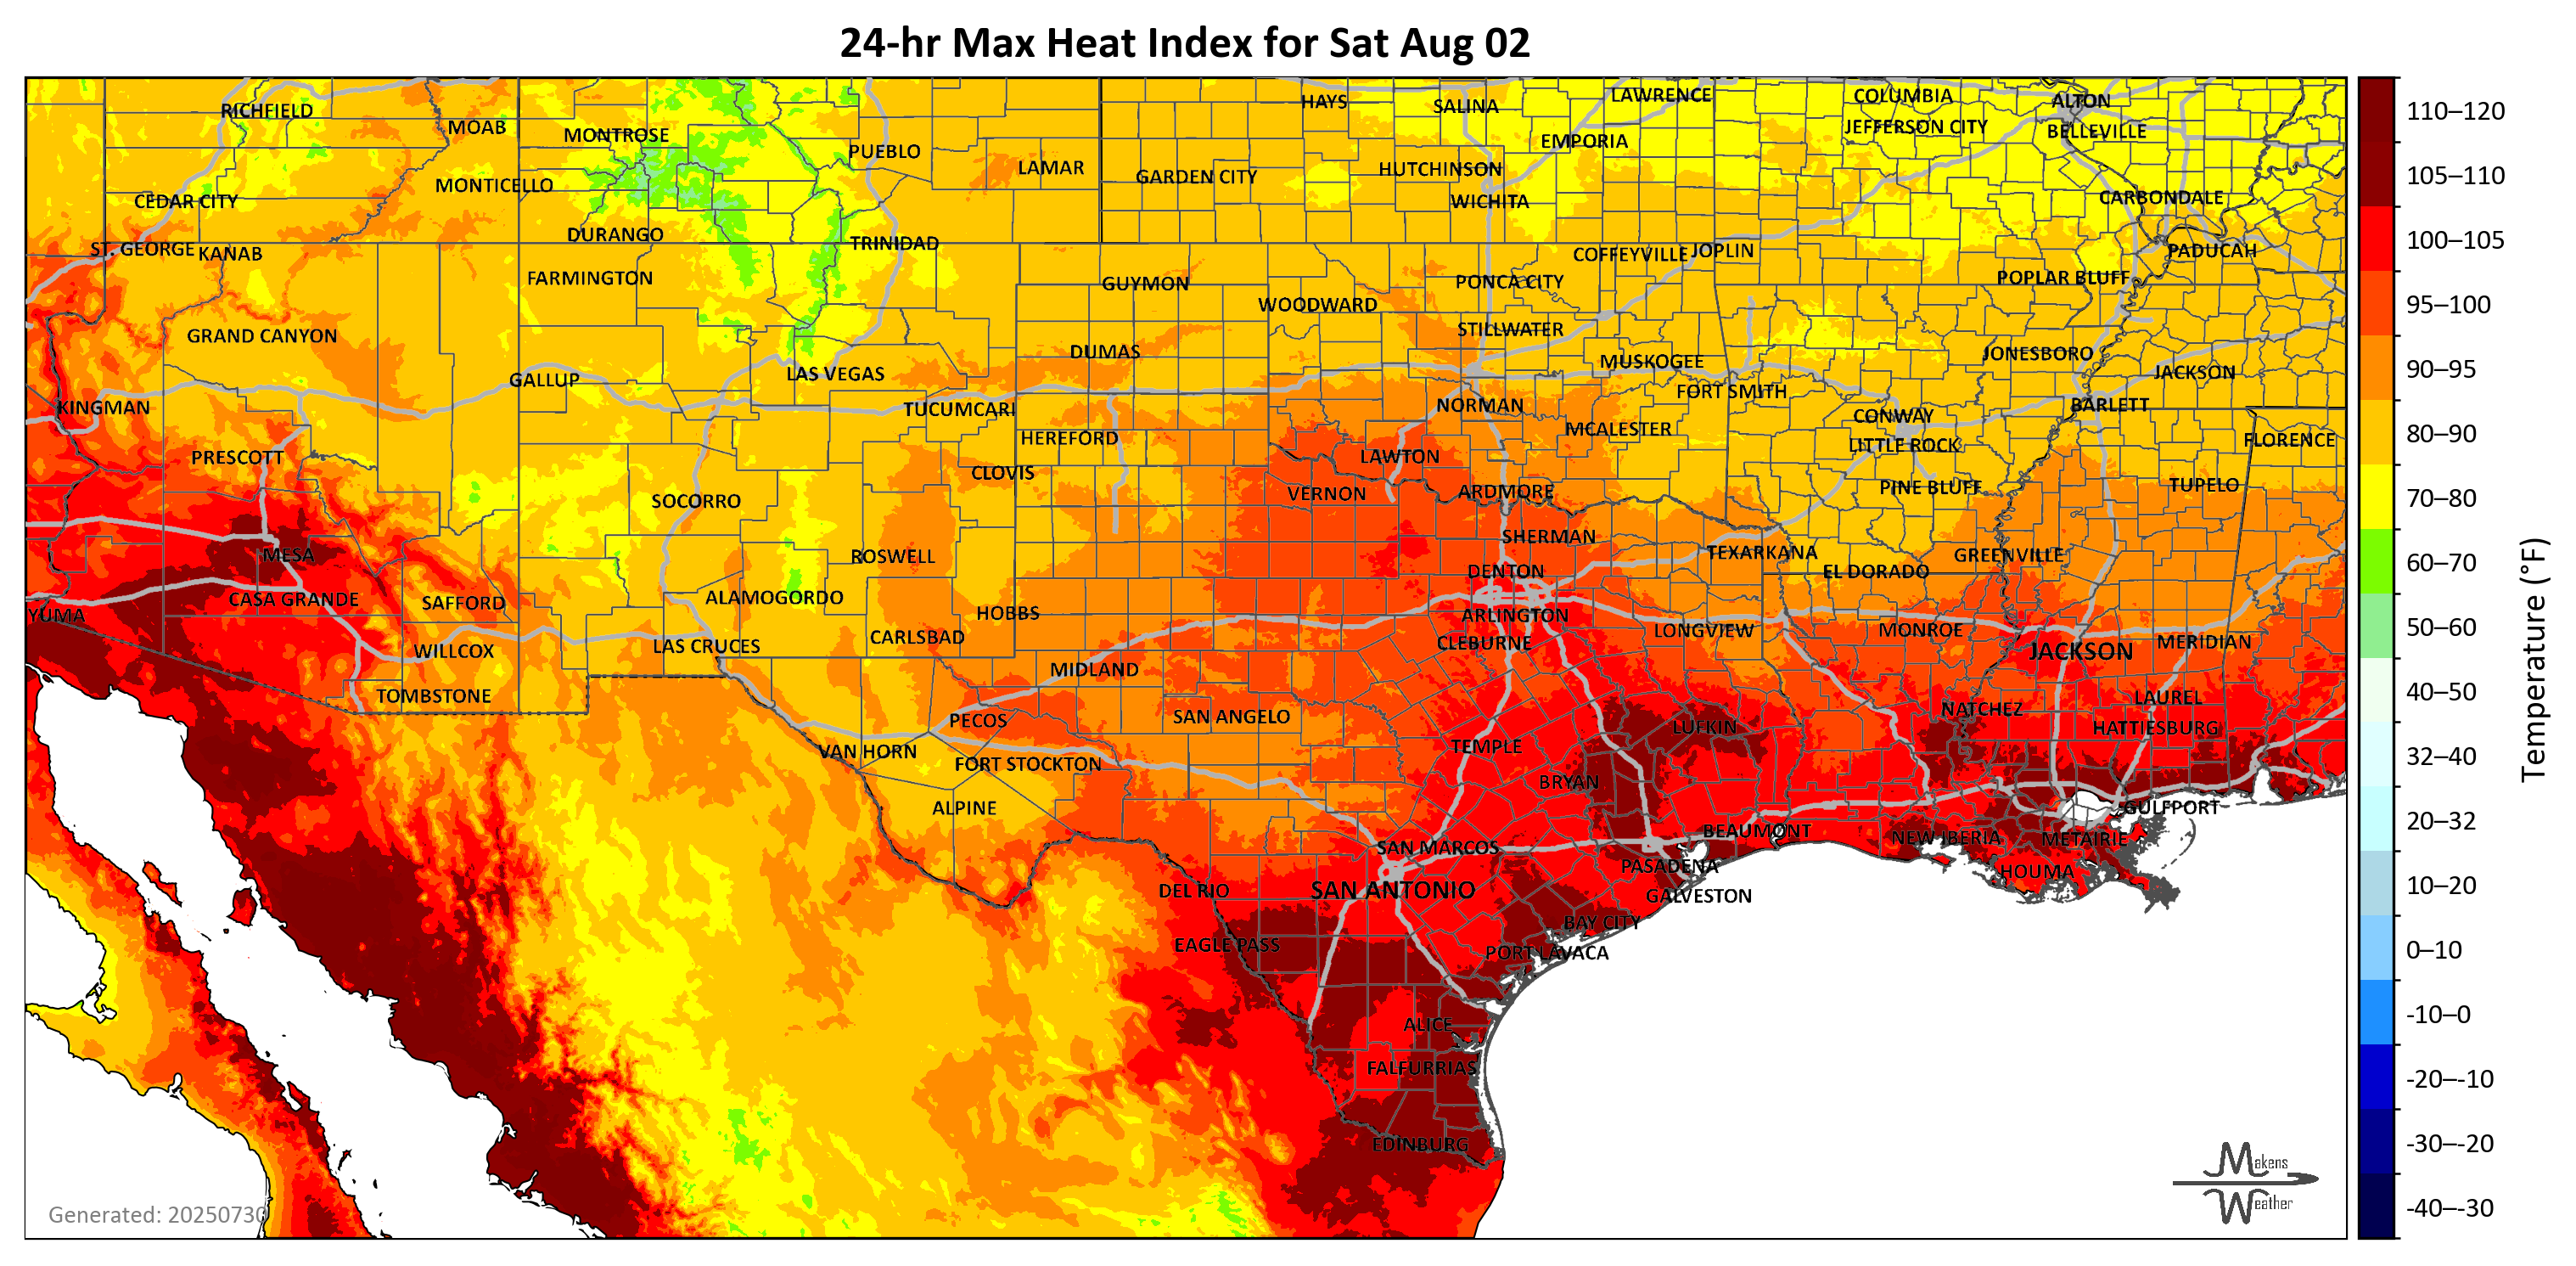 24-hr Max Heat Index for Sat Aug 02
RICHFIELD
MOAB
MONTROSE
PUEBLO
LAMAR
HAYS
SALINA
LAWRENCE
COLUMBIA
ALTON
JEFFERSON CITY
BELLEVILLE
EMPORIA
HUTCHINSON
GARDEN CITY
MONTICELLO
CEDAR CITY
WICHITA
CARBONDALE
DURANGO
TRINIDAD
ST. GEORGE
KANAB
COFFEYVILLE
JOPLIN
PADUCAH
FARMINGTON
GUYMON
PONCA CITY
POPLAR BLUFF
WOODWARD
STILLWATER
GRAND CANYON
DUMAS
MUSKOGEE
JONESBORO
JACKSON
GALLUP
LAS VEGAS
FORT SMITH
KINGMAN
TUCUMCARI
NORMAN
CONWAY
BARLETT
HEREFORD
MCALESTER
LITTLE ROCK
FLORENCE
PRESCOTT
CLOVIS
LAWTON
SOCORRO
VERNON
ARDMORE
PINE BLUFF
TUPELO
SHERMAN
MESA
ROSWELL
TEXARKANA
GREENVILLE
DENTON
EL DORADO
CASA GRANDE
SAFFORD
ALAMOGORDO
YUMA
HOBBS
ARLINGTON
CARLSBAD
LONGVIEW
MONROE
WILLCOX
LAS CRUCES
CLEBURNE
JACKSON
MERIDIAN
MIDLAND
TOMBSTONE
LAUREL
PECOS
SAN ANGELO
NATCHEZ
LUFKIN
HATTIESBURG
VAN HORN
TEMPLE
FORT STOCKTON
BRYAN
ALPINE
GULFPORT
BEAUMONT
NEW IBERIA
METAIRIE
SAN MARCOS
PASADENA
HOUMA
DEL RIO
SAN ANTONIO
GALVESTON
BAY CITY
EAGLE PASS
PORT LAVACA
ALICE
FALFURRIAS
EDINBURG
Generated: 20250730
Makens
Weather
110–120
105–110
100–105
95–100
90–95
80–90
70–80
60–70
50–60
40–50
32–40
20–32
10–20
0–10
-10–0
-20–-10
-30–-20
-40–-30
Temperature (°F)